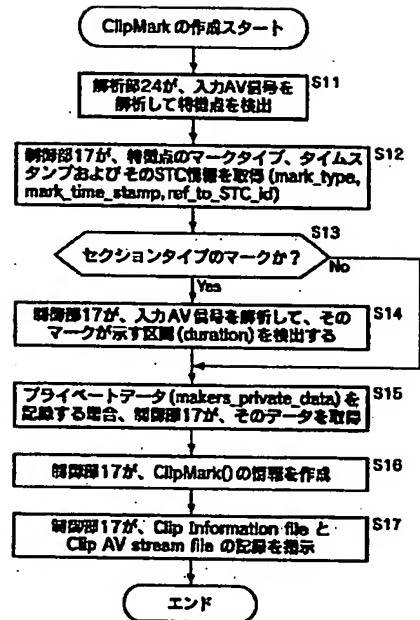 ClipMark の作成スタート
S11
解析部24が、入力AV信号を
解析して特徴点を検出
S12
制御部17が、特徴点のマークタイプ、タイムス
タンプおよびそのSTC情報を取得 (mark_type,
mark_time_stamp, ref_to_STC_id)
S13
セクションタイプのマークか？
No
Yes
S14
制御部17が、入力AV信号を解析して、その
マークが示す区間 (duration) を検出する
S15
プライベートデータ (makers_private_data) を
記録する場合、制御部17が、そのデータを取得
S16
制御部17が、ClipMark() の情報を作成
S17
制御部17が、Clip Information file と
Clip AV stream file の記録を指示
エンド